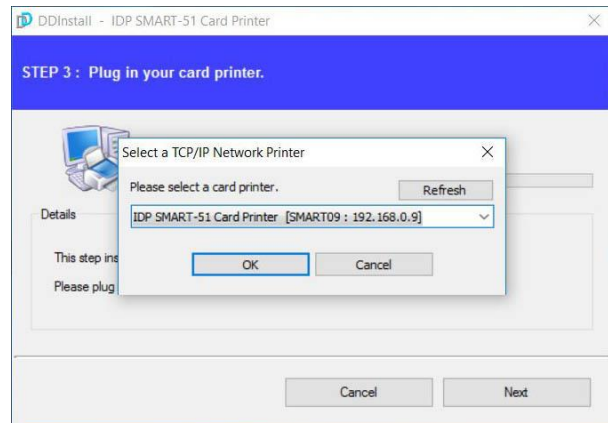 DDInstall - IDP SMART-51 Card Printer
STEP 3 : Plug in your card printer.
Select a TCP/IP Network Printer
Please select a card printer.
Refresh
IDP SMART-51 Card Printer [SMART09 : 192.168.0.9]
OK Cancel
Details
This step ins
Please plug
Cancel Next